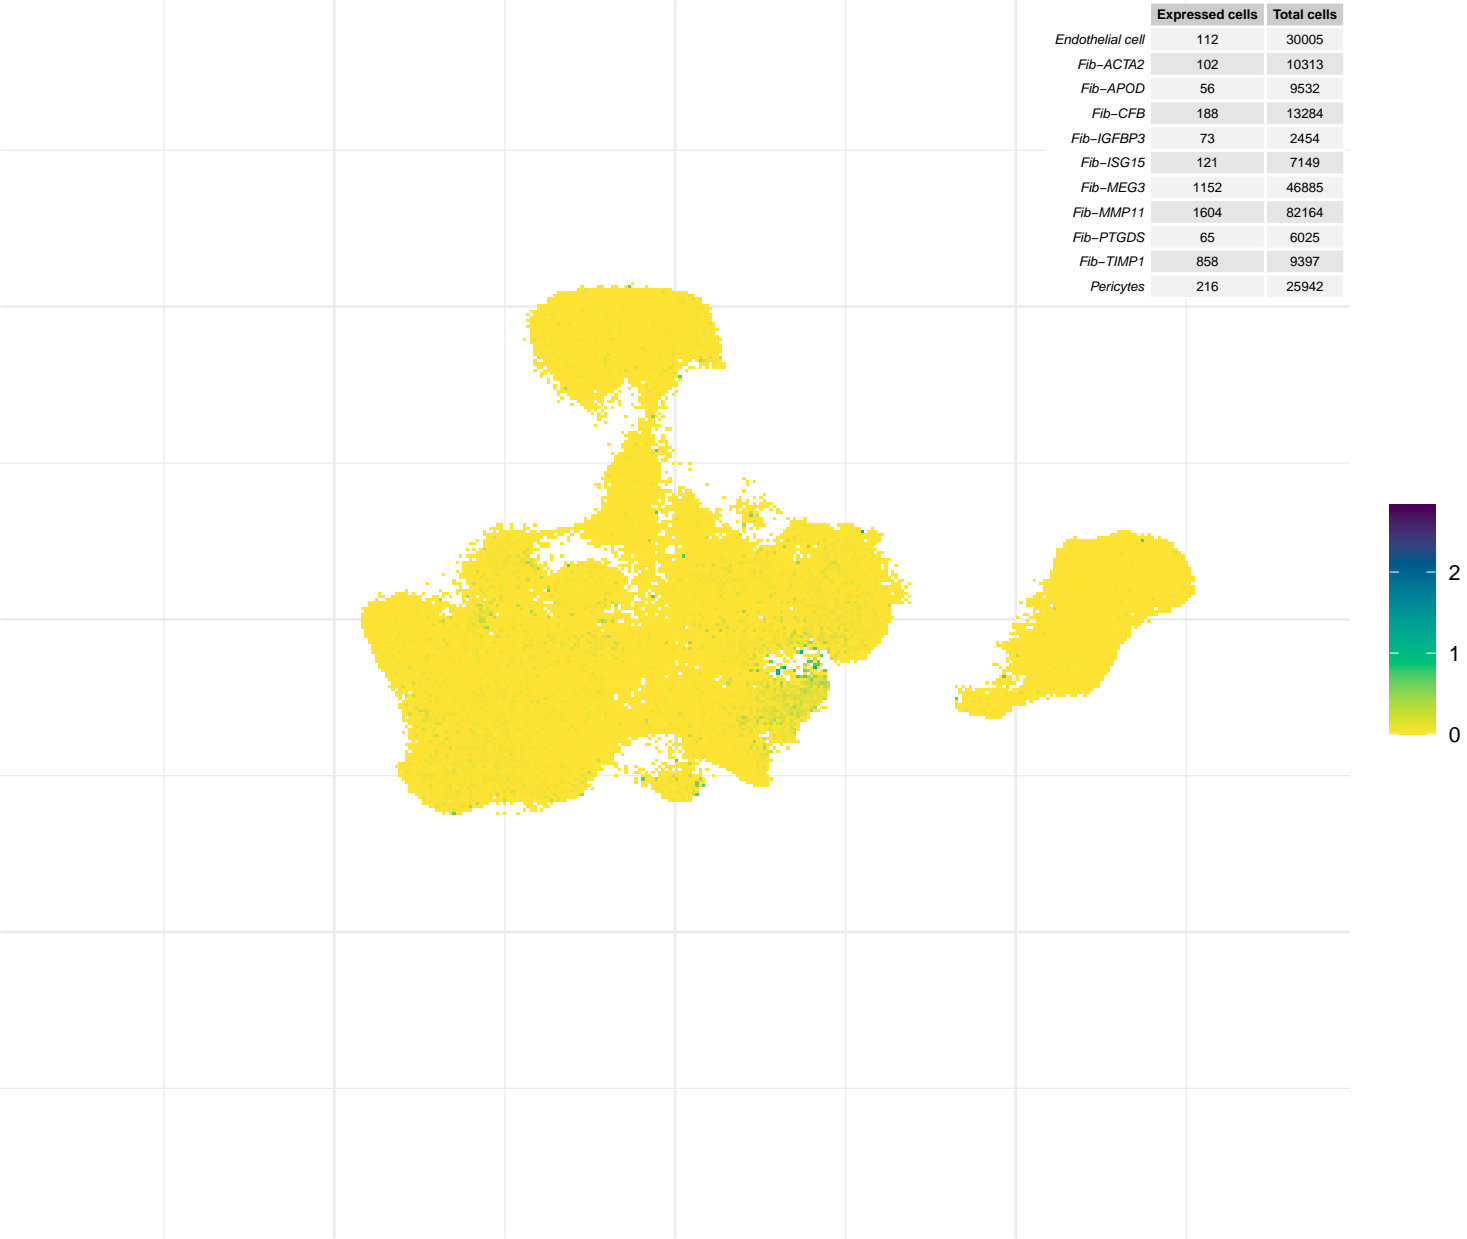 Expressed cells Total cells
Endothelial cell 112 30005
Fib−ACTA2 102 10313
Fib−APOD 56 9532
Fib−CFB 188 13284
Fib−IGFBP3 73 2454
Fib−ISG15 121 7149
Fib−MEG3 1152 46885
Fib−MMP11 1604 82164
Fib−PTGDS 65 6025
Fib−TIMP1 858 9397
Pericytes 216 25942
2
1
0